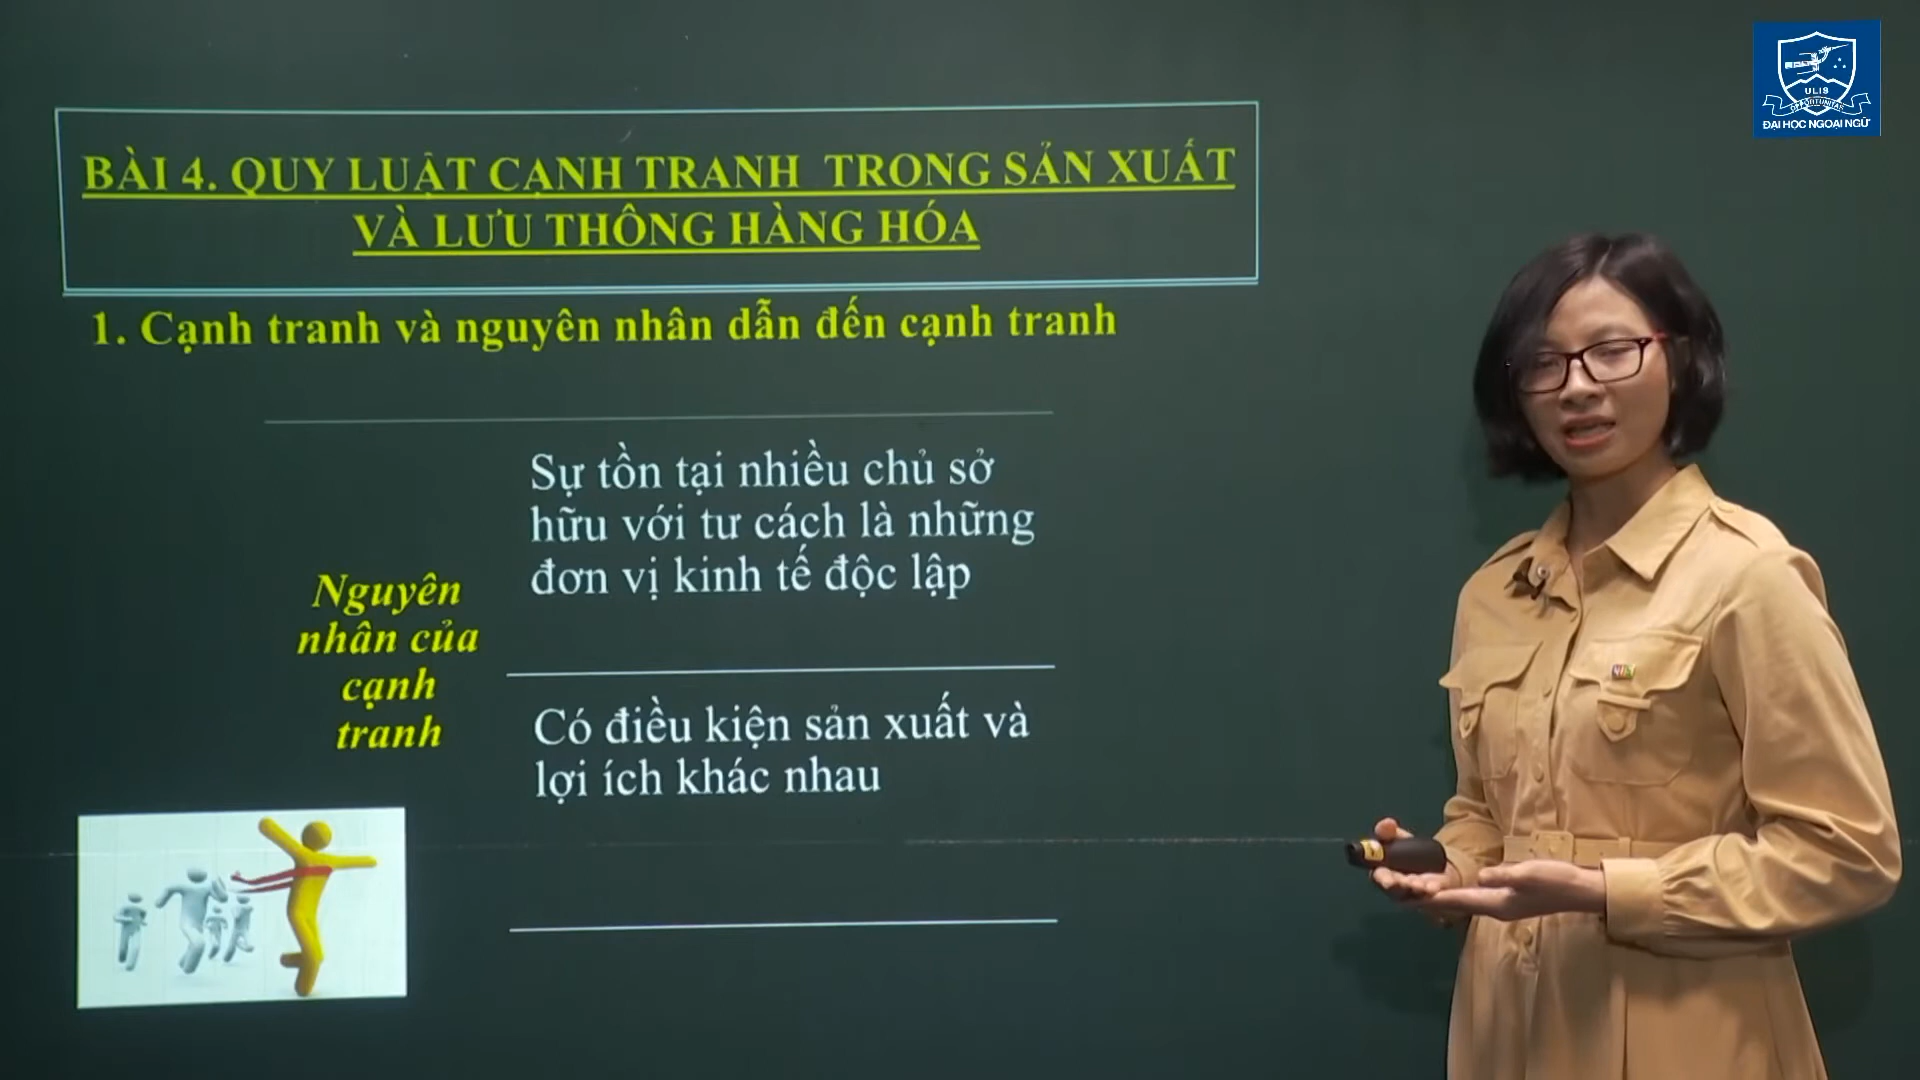 BÀI 4. QUY LUẬT CẠNH TRANH TRONG SẢN XUẤT
VÀ LƯU THÔNG HÀNG HÓA
1. Cạnh tranh và nguyên nhân dẫn đến cạnh tranh
Nguyên
nhân của
cạnh
tranh
Sự tồn tại nhiều chủ sở
hữu với tư cách là những
đơn vị kinh tế độc lập
Có điều kiện sản xuất và
lợi ích khác nhau
ULIS
ĐẠI HỌC NGOẠI NGỮ